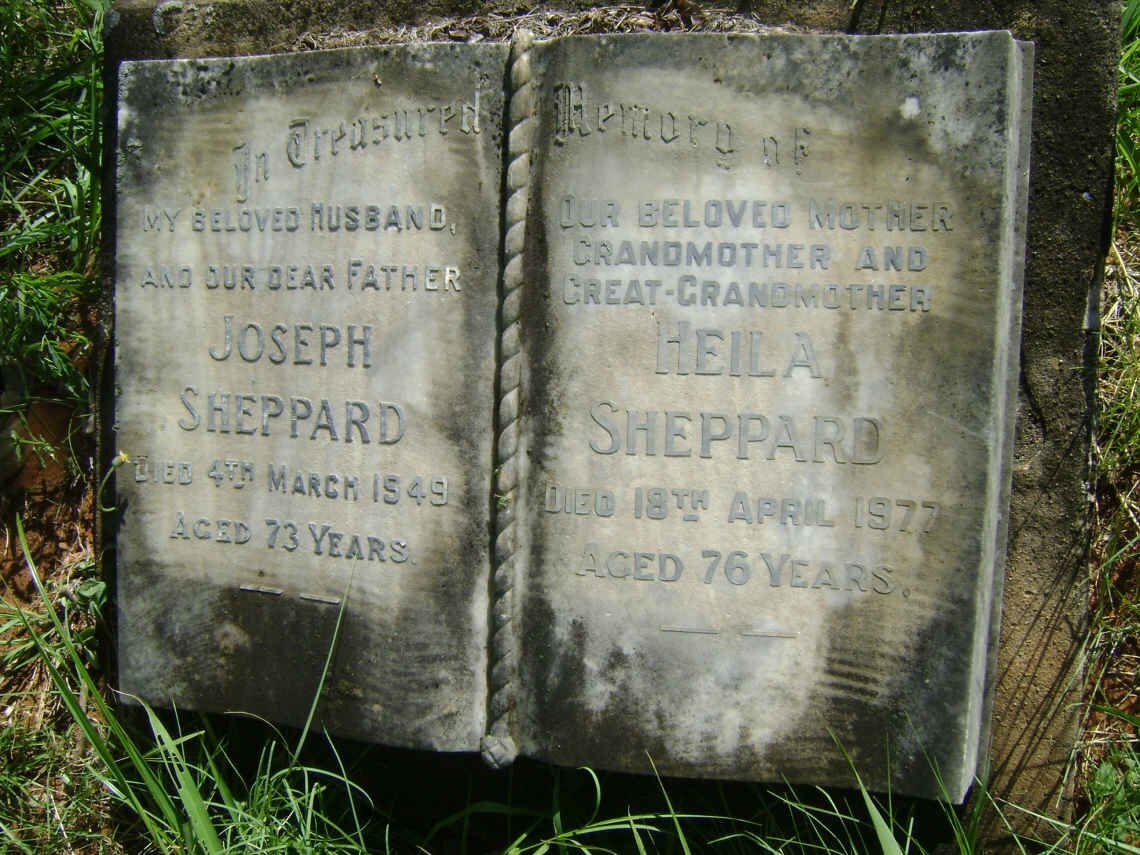 In Treasured Memory of
MY BELOVED HUSBAND,
AND OUR DEAR FATHER
JOSEPH
SHEPPARD
DIED 4TH MARCH 1949
AGED 73 YEARS.
OUR BELOVED MOTHER
GRANDMOTHER AND
GREAT-GRANDMOTHER
HEILA
SHEPPARD
DIED 18TH APRIL 1977
AGED 76 YEARS.